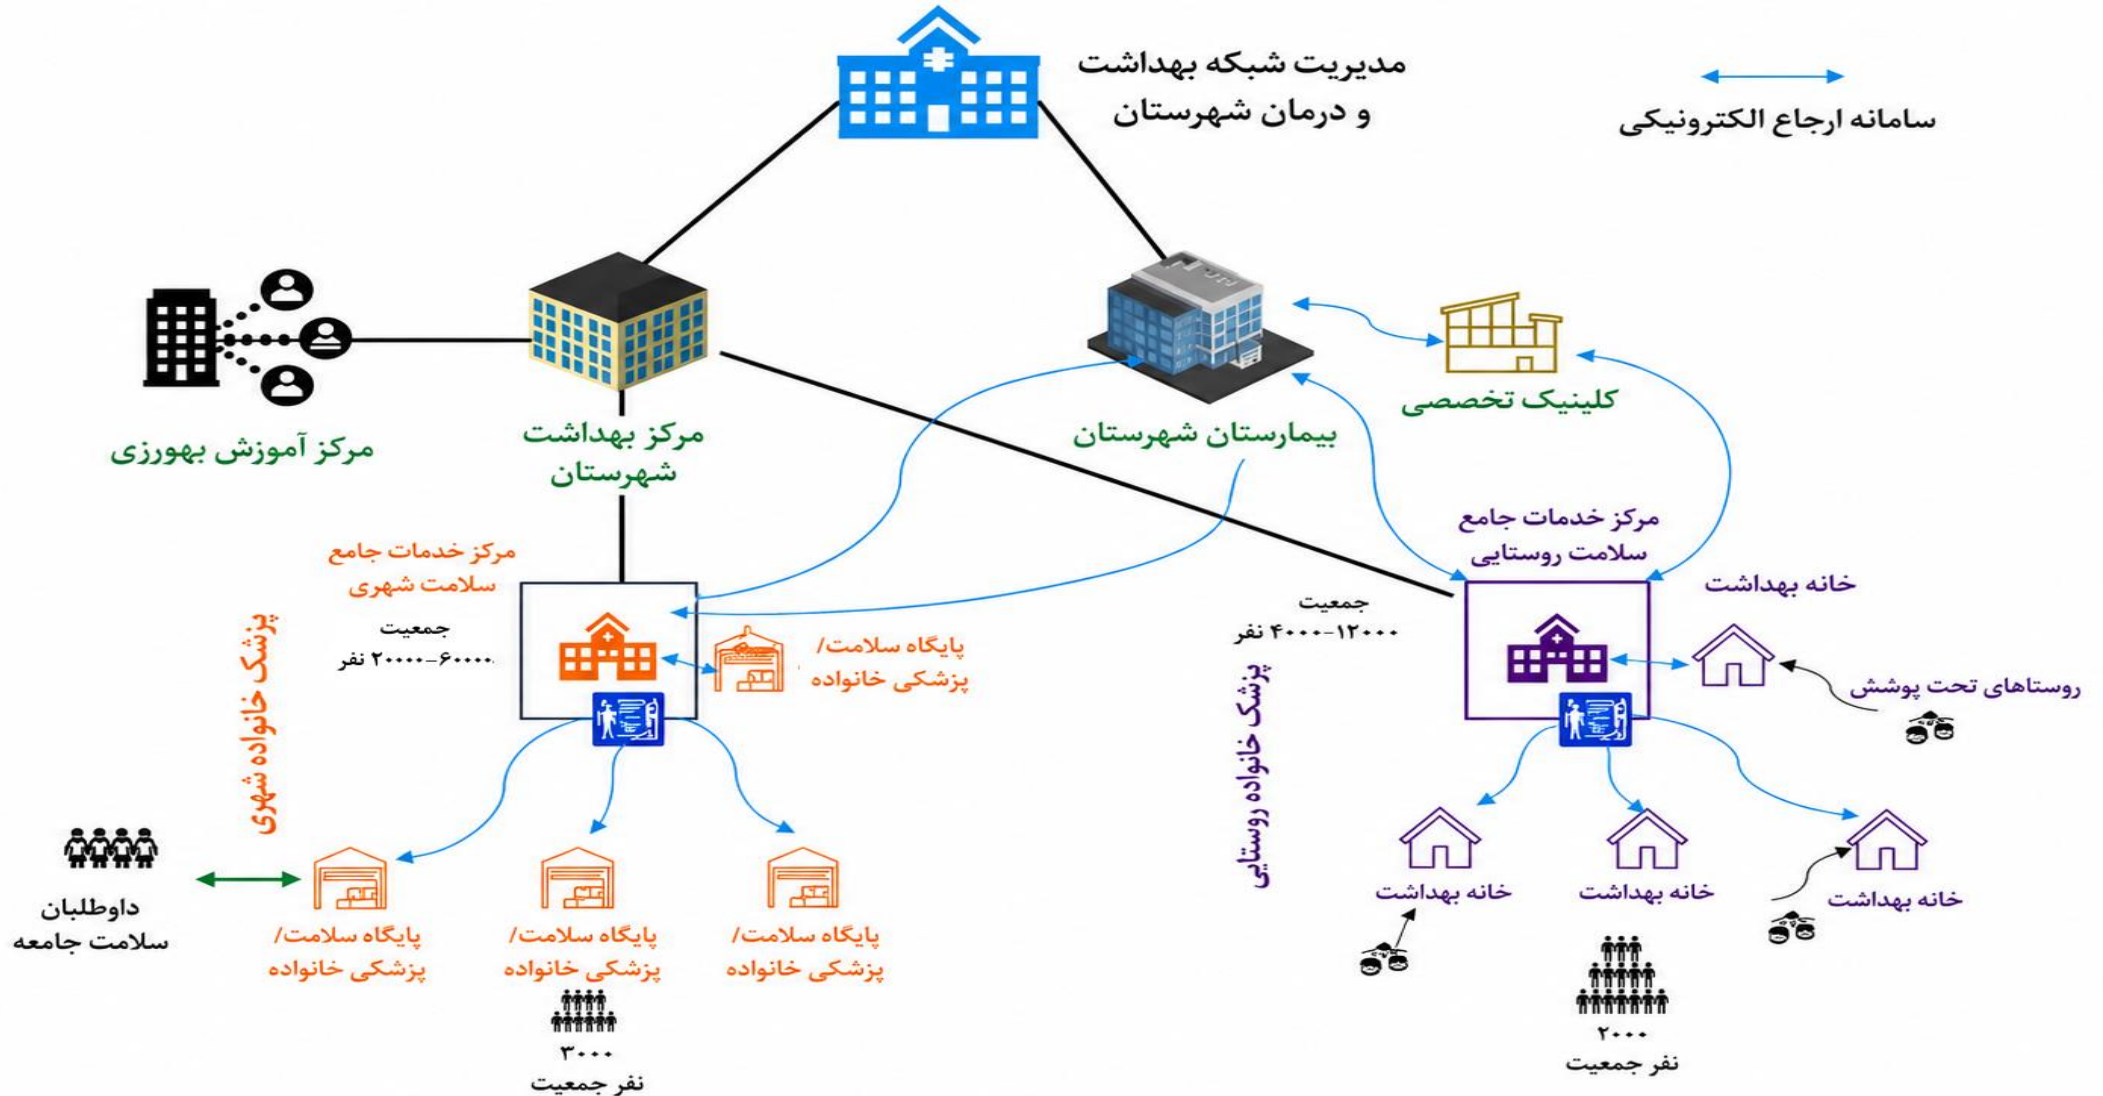 مدیریت شبکه بهداشت
و درمان شهرستان
سامانه ارجاع الکترونیکی
کلینیک تخصصی
بیمارستان شهرستان
مرکز بهداشت
شهرستان
مرکز آموزش بهورزی
مرکز خدمات جامع
سلامت روستایی
خانه بهداشت
جمعیت
۴۰۰۰-۱۲۰۰۰ نفر
روستاهای تحت پوشش
پزشک خانواده روستایی
خانه بهداشت
خانه بهداشت
خانه بهداشت
۲۰۰۰
نفر جمعیت
مرکز خدمات جامع
سلامت شهری
جمعیت
۲۰۰۰۰-۶۰۰۰۰ نفر
پایگاه سلامت/
پزشکی خانواده
پزشک خانواده شهری
پایگاه سلامت/
پزشکی خانواده
پایگاه سلامت/
پزشکی خانواده
پایگاه سلامت/
پزشکی خانواده
۳۰۰۰
نفر جمعیت
داوطلبان
سلامت جامعه